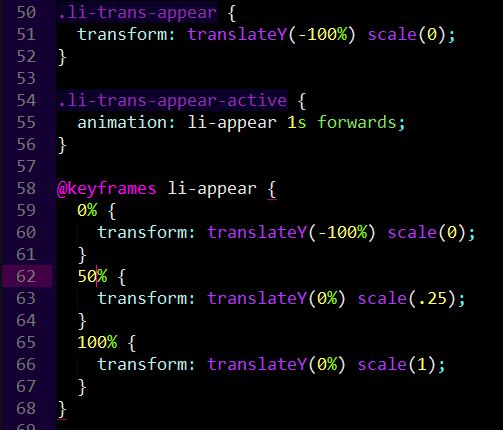 50 .li-trans-appear {
51   transform: translateY(-100%) scale(0);
52 }
53
54 .li-trans-appear-active {
55   animation: li-appear 1s forwards;
56 }
57
58 @keyframes li-appear {
59   0% {
60     transform: translateY(-100%) scale(0);
61   }
62   50% {
63     transform: translateY(0%) scale(.25);
64   }
65   100% {
66     transform: translateY(0%) scale(1);
67   }
68 }
69